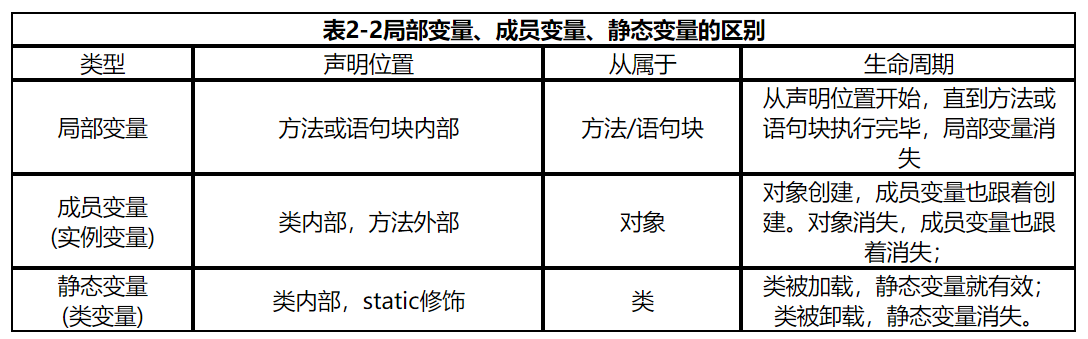 表2-2局部变量、成员变量、静态变量的区别
类型 声明位置 从属于 生命周期
局部变量 方法或语句块内部 方法/语句块 从声明位置开始，直到方法或
语句块执行完毕，局部变量消
失
成员变量
(实例变量) 类内部，方法外部 对象 对象创建，成员变量也跟着创
建。对象消失，成员变量也跟
着消失；
静态变量
(类变量) 类内部，static修饰 类 类被加载，静态变量就有效；
类被卸载，静态变量消失。